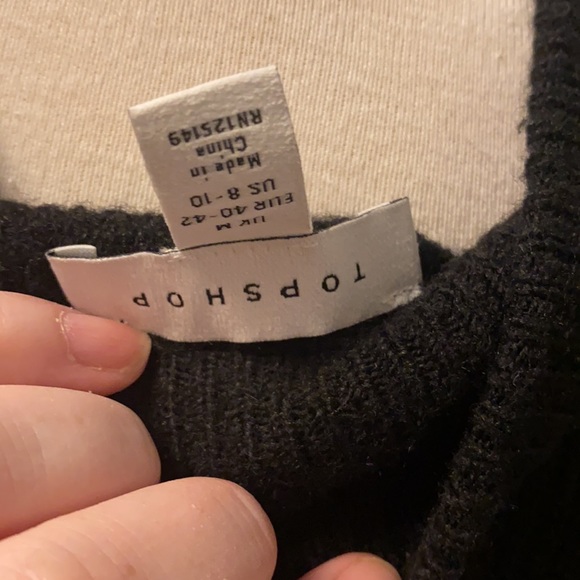 TOPSHOP
UK M
EUR 40-42
US 8-10
Made in
China
RN125149